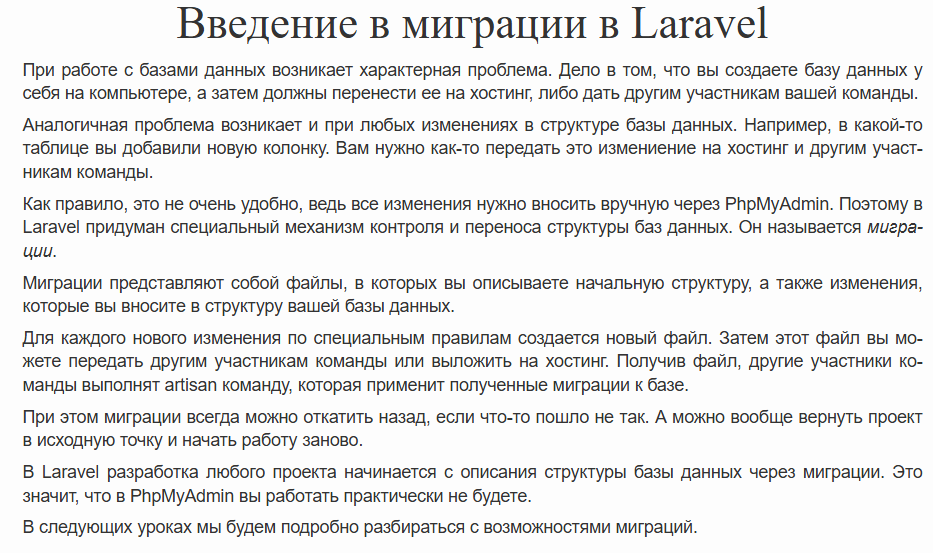 Введение в миграции в Laravel
При работе с базами данных возникает характерная проблема. Дело в том, что вы создаете базу данных у
себя на компьютере, а затем должны перенести ее на хостинг, либо дать другим участникам вашей команды.
Аналогичная проблема возникает и при любых изменениях в структуре базы данных. Например, в какой-то
таблице вы добавили новую колонку. Вам нужно как-то передать это измениение на хостинг и другим участ-
никам команды.
Как правило, это не очень удобно, ведь все изменения нужно вносить вручную через PhpMyAdmin. Поэтому в
Laravel придуман специальный механизм контроля и переноса структуры баз данных. Он называется мигра-
ции.
Миграции представляют собой файлы, в которых вы описываете начальную структуру, а также изменения,
которые вы вносите в структуру вашей базы данных.
Для каждого нового изменения по специальным правилам создается новый файл. Затем этот файл вы мо-
жете передать другим участникам команды или выложить на хостинг. Получив файл, другие участники ко-
манды выполнят artisan команду, которая применит полученные миграции к базе.
При этом миграции всегда можно откатить назад, если что-то пошло не так. А можно вообще вернуть проект
в исходную точку и начать работу заново.
В Laravel разработка любого проекта начинается с описания структуры базы данных через миграции. Это
значит, что в PhpMyAdmin вы работать практически не будете.
В следующих уроках мы будем подробно разбираться с возможностями миграций.